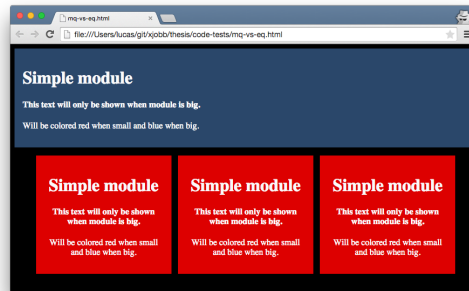 mq-vs-eq.html
file:///Users/lucas/git/xjobb/thesis/code-tests/mq-vs-eq.html
Simple module
This text will only be shown when module is big.
Will be colored red when small and blue when big.
Simple module
This text will only be shown
when module is big.
Will be colored red when small
and blue when big.
Simple module
This text will only be shown
when module is big.
Will be colored red when small
and blue when big.
Simple module
This text will only be shown
when module is big.
Will be colored red when small
and blue when big.